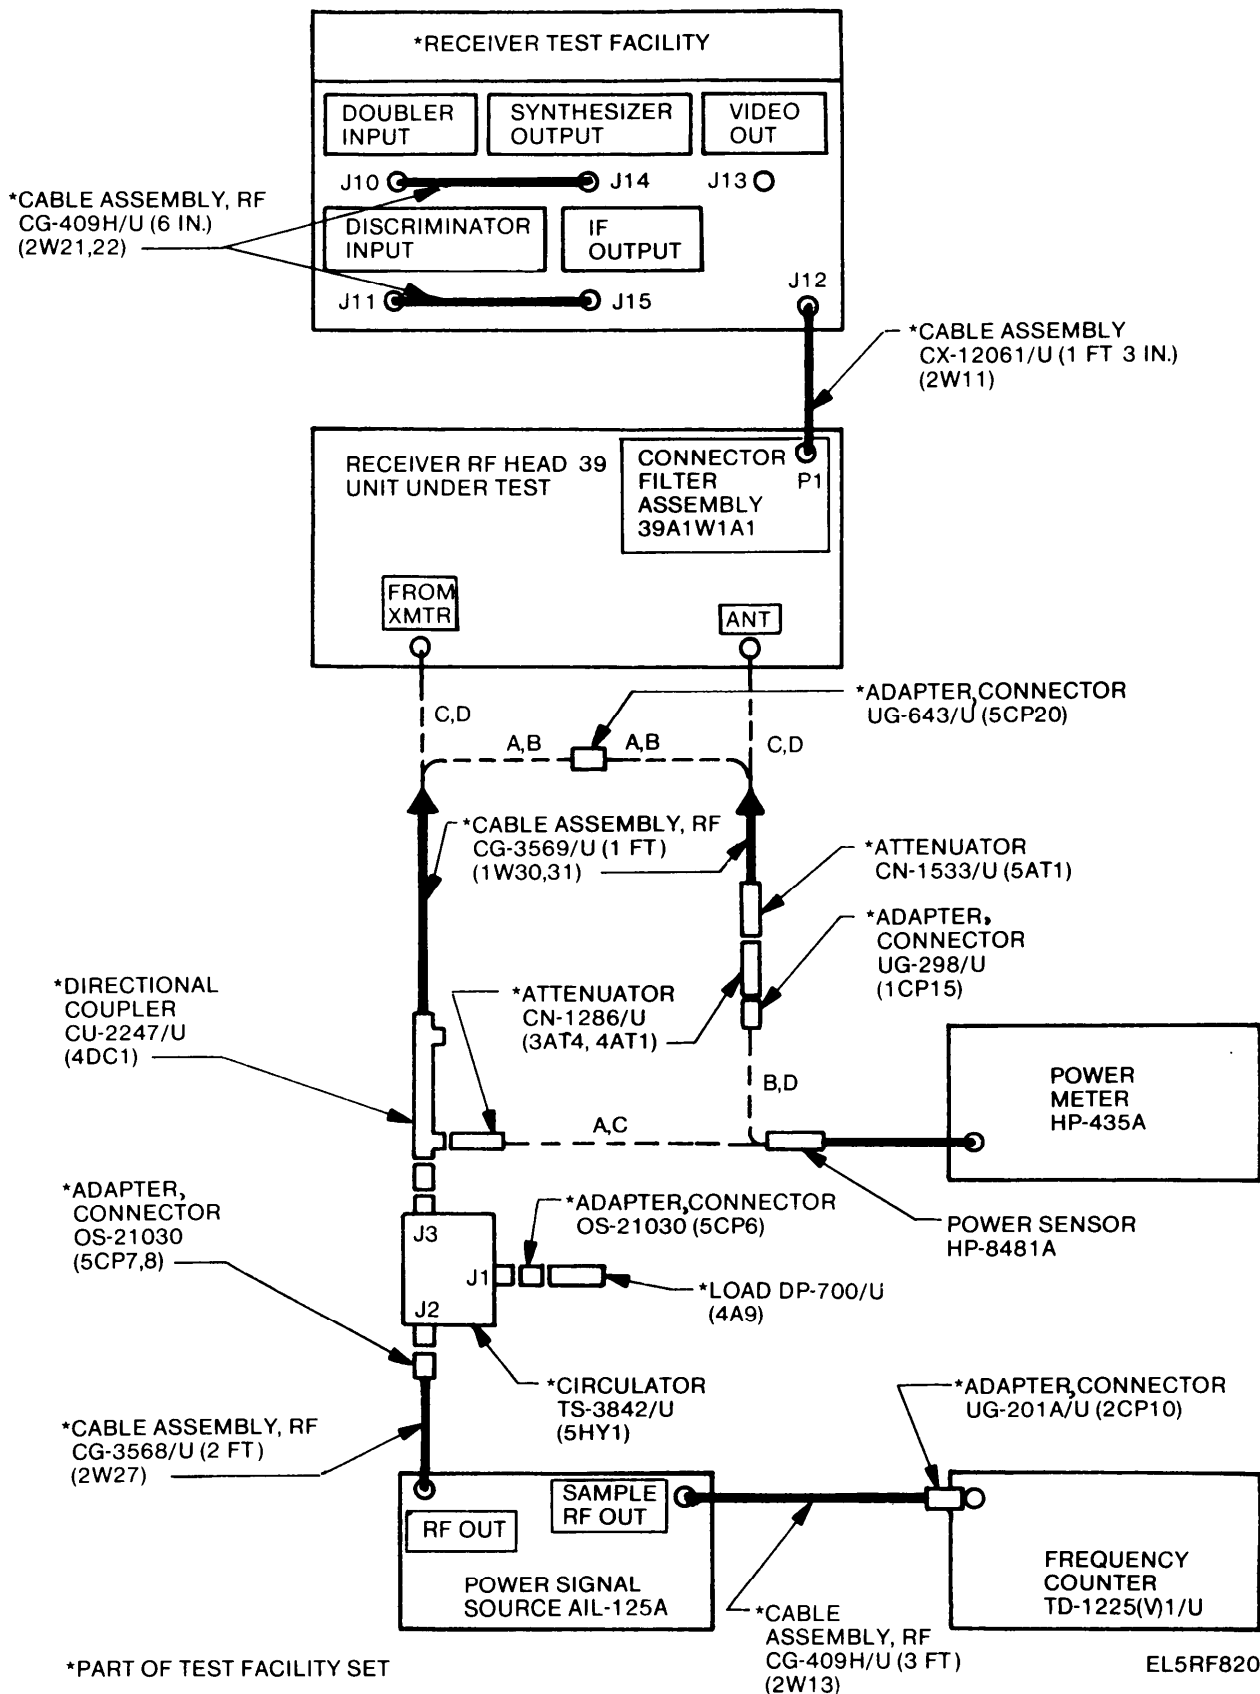 *RECEIVER TEST FACILITY
DOUBLER
INPUT
SYNTHESIZER
OUTPUT
VIDEO
OUT
J10
J14
J13
*CABLE ASSEMBLY, RF
CG-409H/U (6 IN.)
(2W21,22)
DISCRIMINATOR
INPUT
IF
OUTPUT
J11
J15
J12
*CABLE ASSEMBLY
CX-12061/U (1 FT 3 IN.)
(2W11)
RECEIVER RF HEAD 39
UNIT UNDER TEST
CONNECTOR
FILTER
ASSEMBLY
39A1W1A1
P1
FROM
XMTR
ANT
*ADAPTER,CONNECTOR
UG-643/U (5CP20)
C,D
A,B
A,B
C,D
*CABLE ASSEMBLY, RF
CG-3569/U (1 FT)
(1W30,31)
*ATTENUATOR
CN-1533/U (5AT1)
*ADAPTER,
CONNECTOR
UG-298/U
(1CP15)
*DIRECTIONAL
COUPLER
CU-2247/U
(4DC1)
*ATTENUATOR
CN-1286/U
(3AT4, 4AT1)
B,D
A,C
POWER
METER
HP-435A
*ADAPTER,
CONNECTOR
OS-21030
(5CP7,8)
*ADAPTER,CONNECTOR
OS-21030 (5CP6)
POWER SENSOR
HP-8481A
J3
J1
J2
*LOAD DP-700/U
(4A9)
*CIRCULATOR
TS-3842/U
(5HY1)
*ADAPTER,CONNECTOR
UG-201A/U (2CP10)
*CABLE ASSEMBLY, RF
CG-3568/U (2 FT)
(2W27)
RF OUT
SAMPLE
RF OUT
POWER SIGNAL
SOURCE AIL-125A
FREQUENCY
COUNTER
TD-1225(V)1/U
*CABLE
ASSEMBLY, RF
CG-409H/U (3 FT)
(2W13)
*PART OF TEST FACILITY SET
EL5RF820